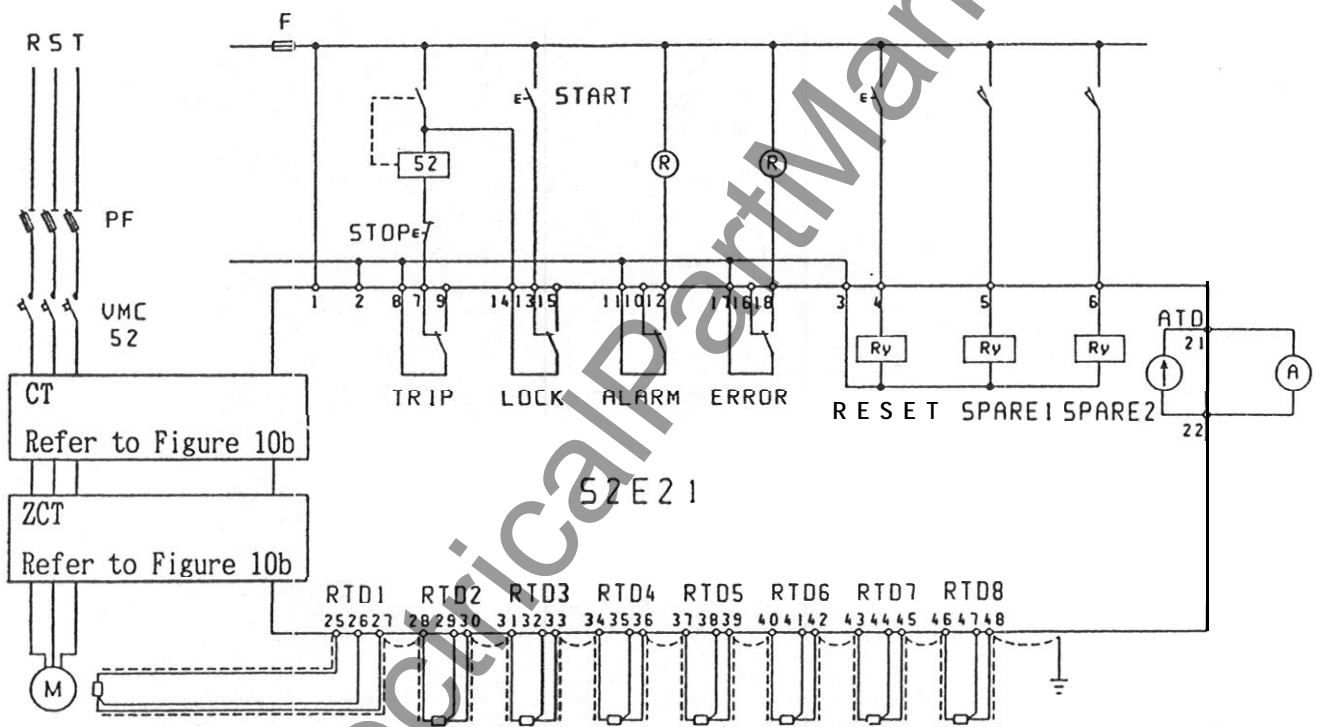 F
R S T
START
52
R
R
E
E
E
PF
STOP
VMC
52
1 2 8 7 9 14 13 15 11 10 12 17 16 18 3 4 5 6
ATD
21
Ry Ry Ry
A
CT
TRIP LOCK ALARM ERROR
RESET SPARE1 SPARE2
22
Refer to Figure 10b
S2E21
ZCT
Refer to Figure 10b
RTD1 RTD2 RTD3 RTD4 RTD5 RTD6 RTD7 RTD8
25 26 27 28 29 30 31 32 33 34 35 36 37 38 39 40 41 42 43 44 45 46 47 48
M
ectricalPartMan